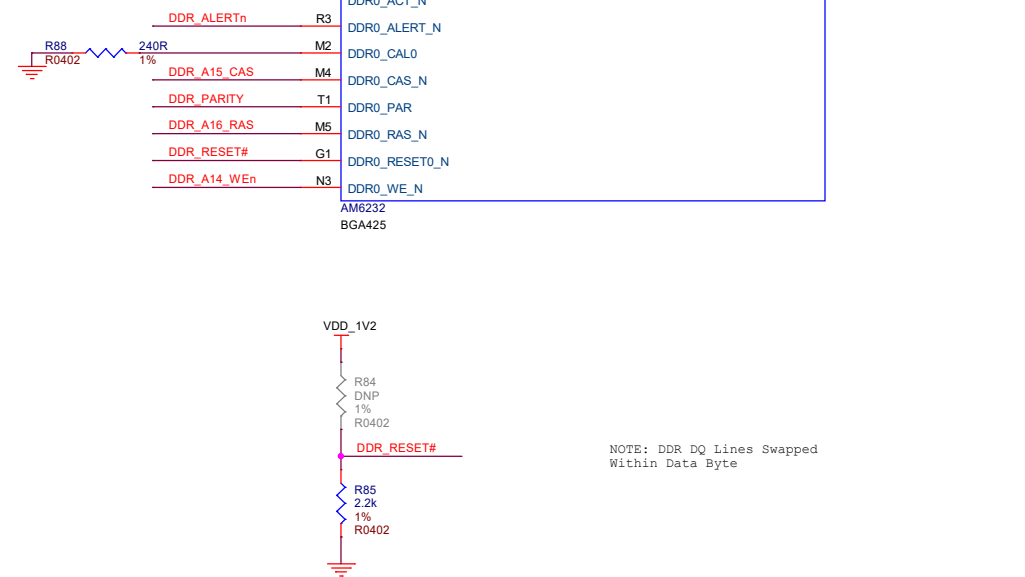 DDR0_ACT_N
DDR_ALERTn R3 DDR0_ALERT_N
R88 240R M2 DDR0_CAL0
R0402 1%
DDR_A15_CAS M4 DDR0_CAS_N
DDR_PARITY T1 DDR0_PAR
DDR_A16_RAS M5 DDR0_RAS_N
DDR_RESET# G1 DDR0_RESET0_N
DDR_A14_WEn N3 DDR0_WE_N
AM6232
BGA425
VDD_1V2
R84
DNP
1%
R0402
DDR_RESET#
NOTE: DDR DQ Lines Swapped
Within Data Byte
R85
2.2k
1%
R0402